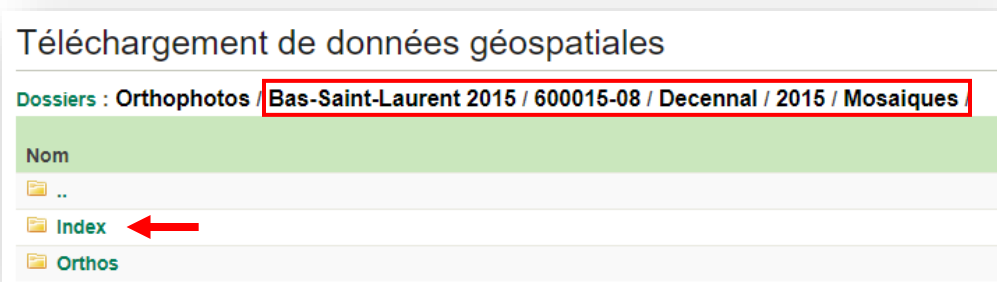 Téléchargement de données géospatiales
Dossiers : Orthophotos / Bas-Saint-Laurent 2015 / 600015-08 / Decennal / 2015 / Mosaiques /
Nom
..
Index
Orthos